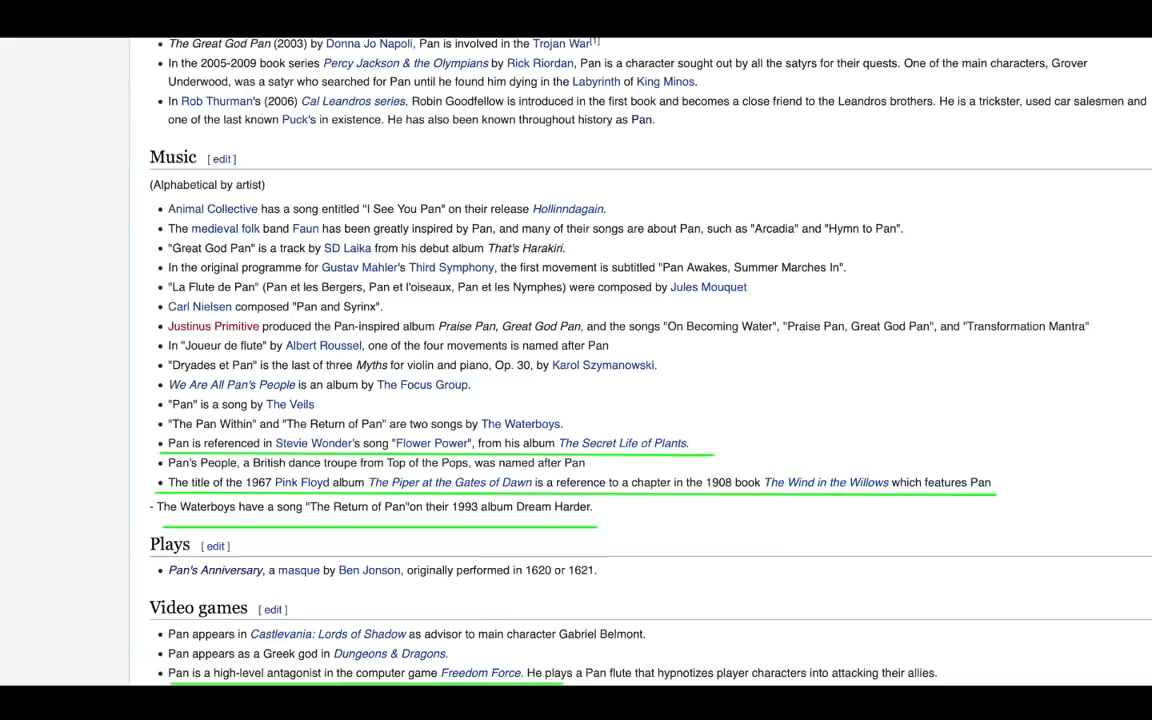 The Great God Pan (2003) by Donna Jo Napoli, Pan is involved in the Trojan War[1]
In the 2005-2009 book series Percy Jackson & the Olympians by Rick Riordan, Pan is a character sought out by all the satyrs for their quests. One of the main characters, Grover
Underwood, was a satyr who searched for Pan until he found him dying in the Labyrinth of King Minos.
In Rob Thurman's (2006) Cal Leandros series, Robin Goodfellow is introduced in the first book and becomes a close friend to the Leandros brothers. He is a trickster, used car salesmen and
one of the last known Puck's in existence. He has also been known throughout history as Pan.
Music [ edit ]
(Alphabetical by artist)
Animal Collective has a song entitled "I See You Pan" on their release Hollinndagain.
The medieval folk band Faun has been greatly inspired by Pan, and many of their songs are about Pan, such as "Arcadia" and "Hymn to Pan".
"Great God Pan" is a track by SD Laika from his debut album That's Harakiri.
In the original programme for Gustav Mahler's Third Symphony, the first movement is subtitled "Pan Awakes, Summer Marches In".
"La Flute de Pan" (Pan et les Bergers, Pan et l'oiseaux, Pan et les Nymphes) were composed by Jules Mouquet
Carl Nielsen composed "Pan and Syrinx".
Justinus Primitive produced the Pan-inspired album Praise Pan, Great God Pan, and the songs "On Becoming Water", "Praise Pan, Great God Pan", and "Transformation Mantra"
In "Joueur de flute" by Albert Roussel, one of the four movements is named after Pan
"Dryades et Pan" is the last of three Myths for violin and piano, Op. 30, by Karol Szymanowski.
We Are All Pan's People is an album by The Focus Group.
"Pan" is a song by The Veils
"The Pan Within" and "The Return of Pan" are two songs by The Waterboys.
Pan is referenced in Stevie Wonder's song "Flower Power", from his album The Secret Life of Plants.
Pan's People, a British dance troupe from Top of the Pops, was named after Pan
The title of the 1967 Pink Floyd album The Piper at the Gates of Dawn is a reference to a chapter in the 1908 book The Wind in the Willows which features Pan
- The Waterboys have a song "The Return of Pan"on their 1993 album Dream Harder.
Plays [ edit ]
Pan's Anniversary, a masque by Ben Jonson, originally performed in 1620 or 1621.
Video games [ edit ]
Pan appears in Castlevania: Lords of Shadow as advisor to main character Gabriel Belmont.
Pan appears as a Greek god in Dungeons & Dragons.
Pan is a high-level antagonist in the computer game Freedom Force. He plays a Pan flute that hypnotizes player characters into attacking their allies.